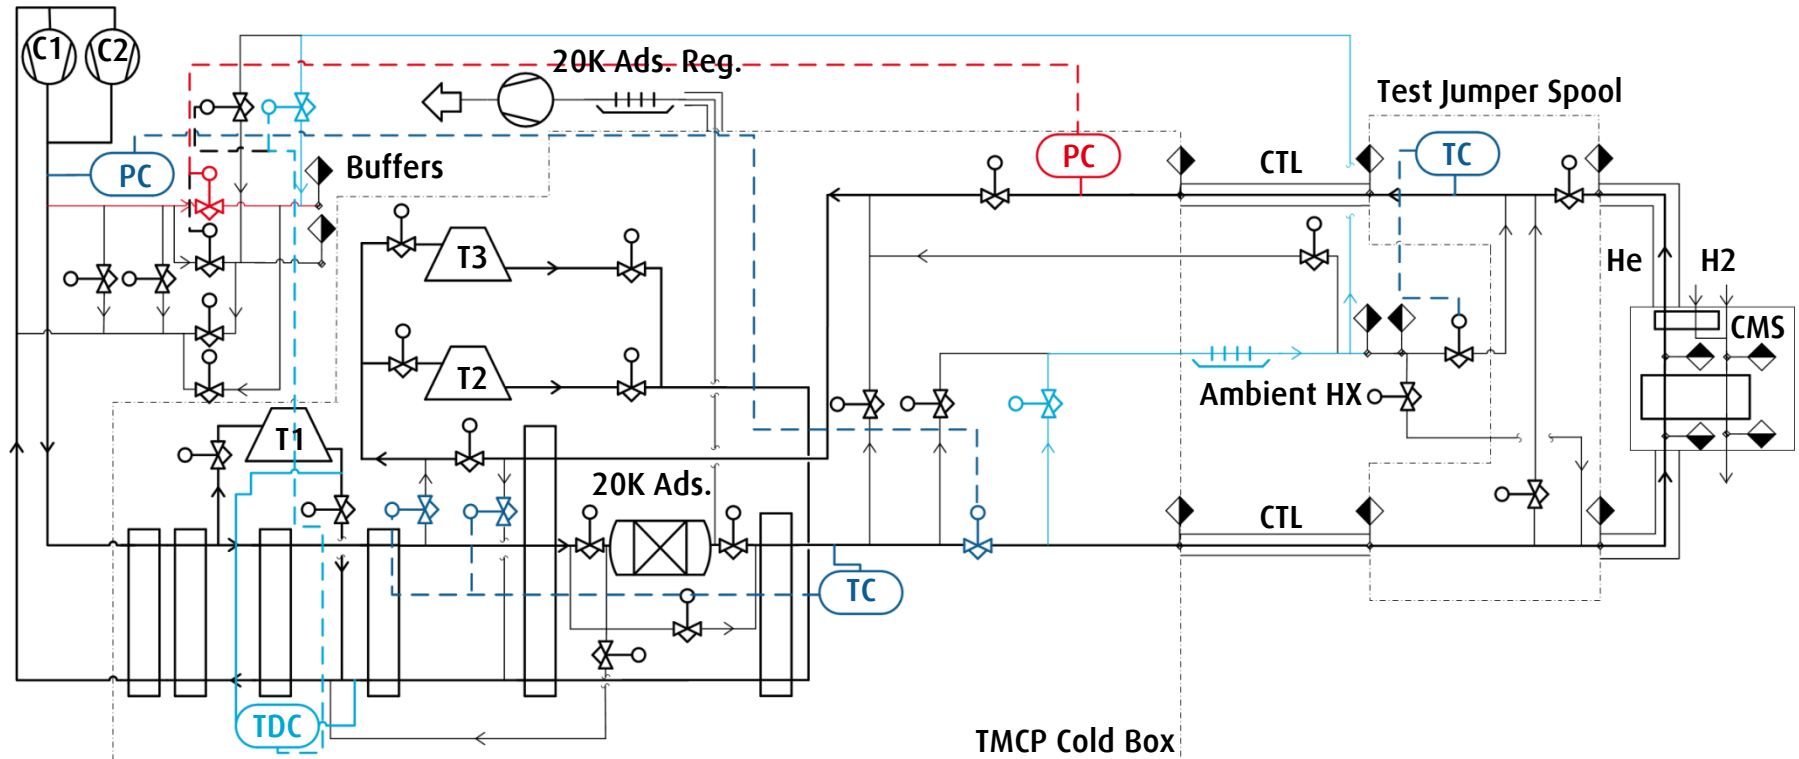 C1
C2
20K Ads. Reg.
Test Jumper Spool
PC
Buffers
PC
CTL
TC
T3
He
H2
CMS
T2
Ambient HX
T1
20K Ads.
CTL
TC
TDC
TMCP Cold Box